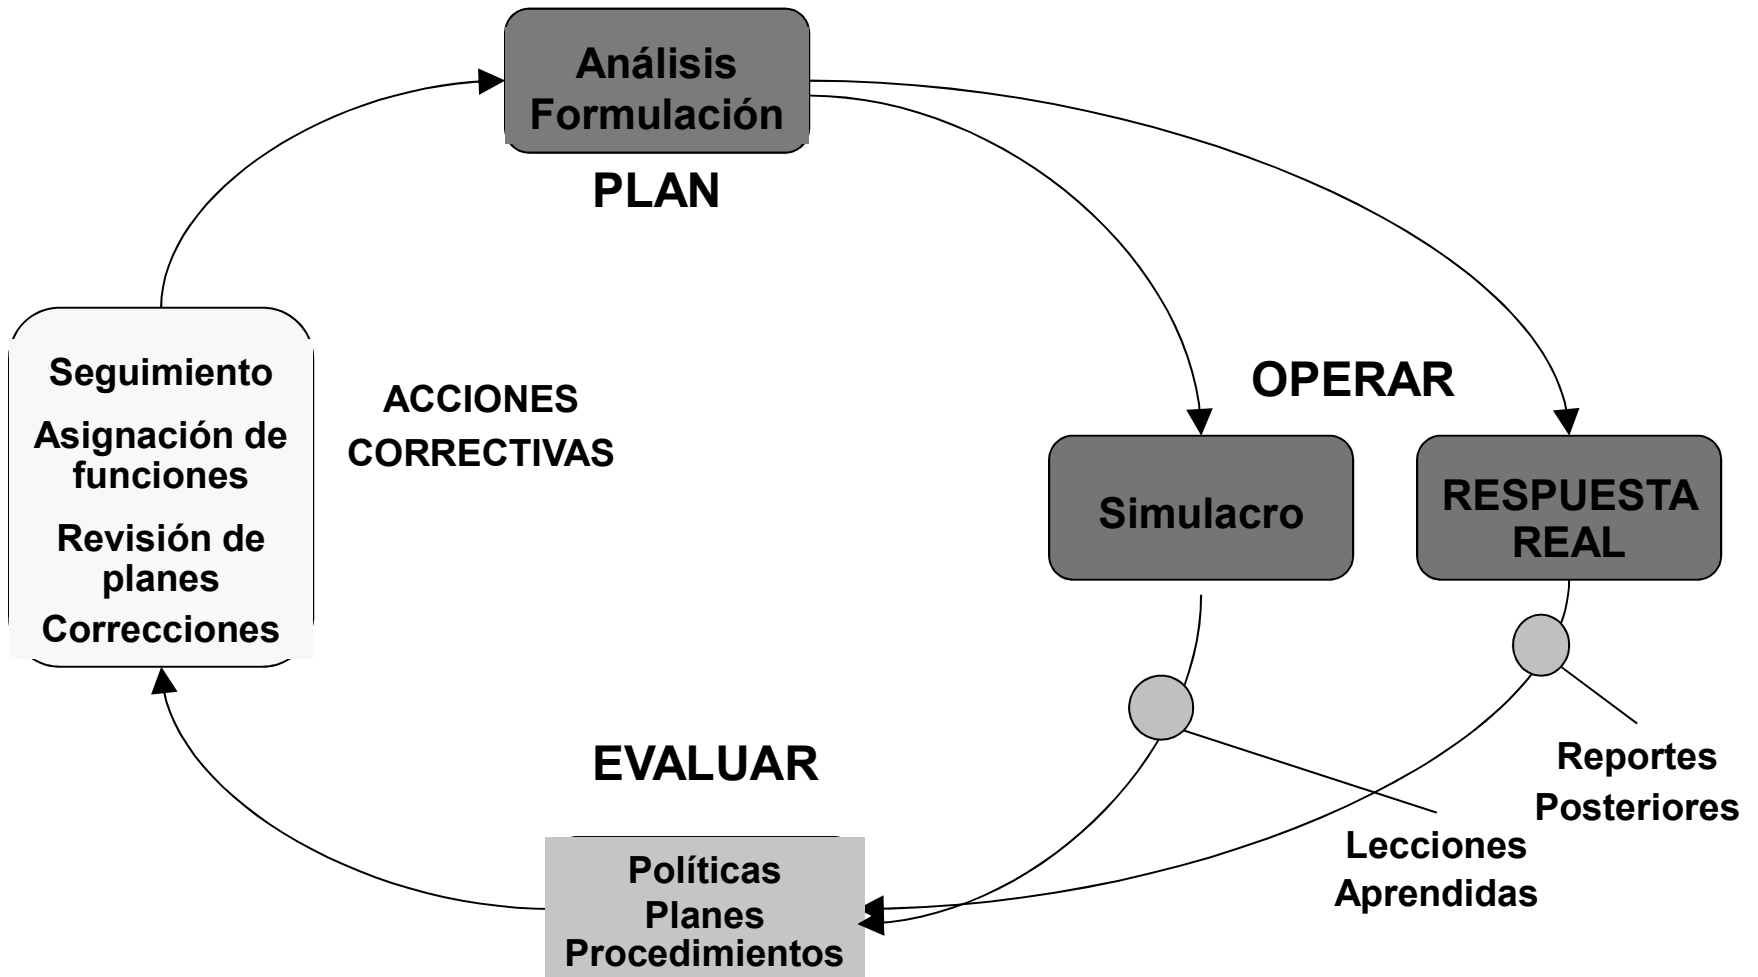 Análisis
Formulación
PLAN
OPERAR
Simulacro
RESPUESTA
REAL
Reportes
Posteriores
Lecciones
Aprendidas
EVALUAR
Políticas
Planes
Procedimientos
ACCIONES
CORRECTIVAS
Seguimiento
Asignación de
funciones
Revisión de
planes
Correcciones